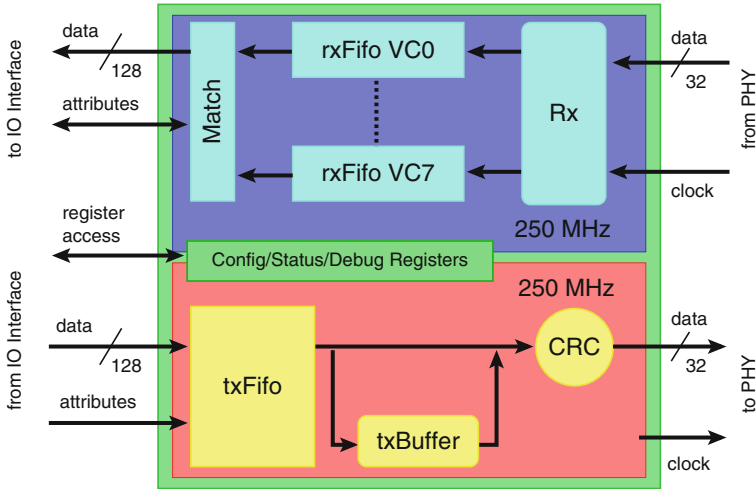 to IO Interface
data
128
attributes
Match
rxFifo VC0
rxFifo VC7
Rx
data
32
from PHY
clock
250 MHz
register
access
Config/Status/Debug Registers
250 MHz
from IO Interface
data
128
attributes
txFifo
txBuffer
CRC
data
32
to PHY
clock